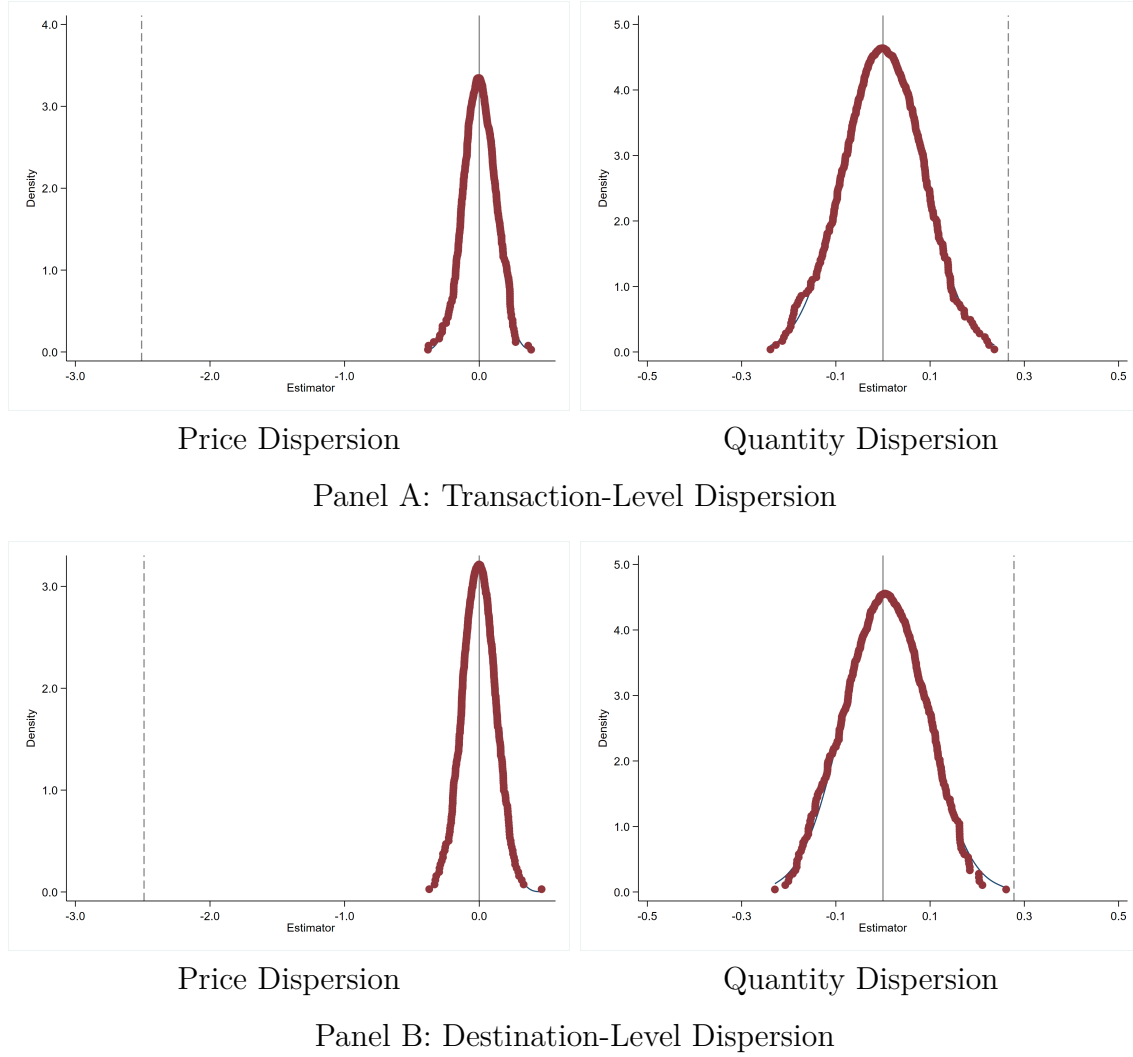 4.0
3.0
2.0
1.0
0.0
Density
-3.0 -2.0 -1.0 0.0
Estimator
5.0
4.0
3.0
2.0
1.0
0.0
Density
-0.5 -0.3 -0.1 0.1 0.3 0.5
Estimator
Price Dispersion
Quantity Dispersion
Panel A: Transaction-Level Dispersion
3.0
2.0
1.0
0.0
Density
-3.0 -2.0 -1.0 0.0
Estimator
5.0
4.0
3.0
2.0
1.0
0.0
Density
-0.5 -0.3 -0.1 0.1 0.3 0.5
Estimator
Price Dispersion
Quantity Dispersion
Panel B: Destination-Level Dispersion